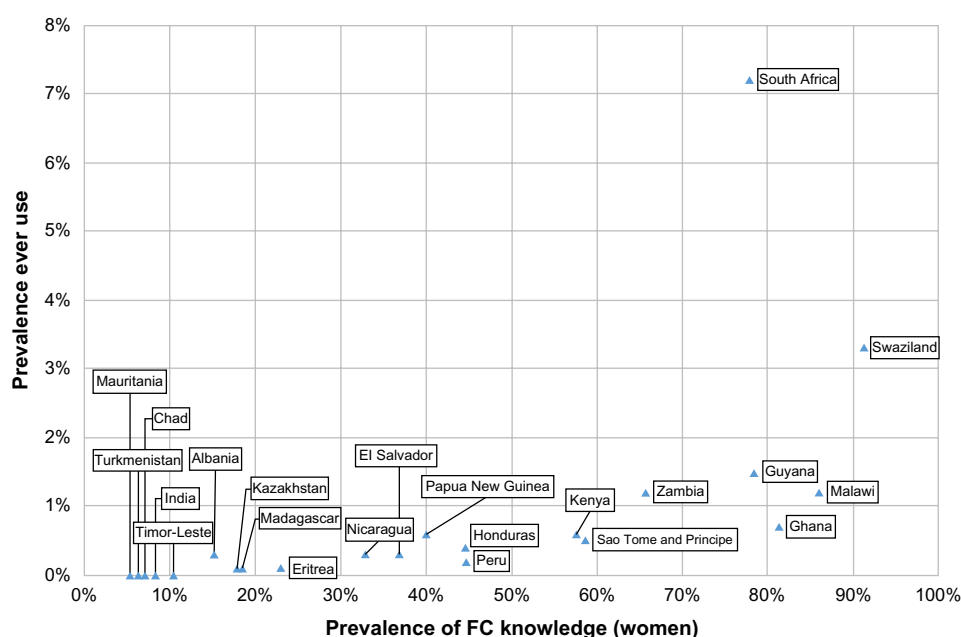 8%
7%
6%
5%
4%
3%
2%
1%
0%
Prevalence ever use
South Africa
Swaziland
Mauritania
Chad
Turkmenistan
Albania
El Salvador
Guyana
India
Kazakhstan
Papua New Guinea
Kenya
Zambia
Malawi
Timor-Leste
Madagascar
Nicaragua
Honduras
Sao Tome and Principe
Ghana
Eritrea
Peru
0%
10%
20%
30%
40%
50%
60%
70%
80%
90%
100%
Prevalence of FC knowledge (women)